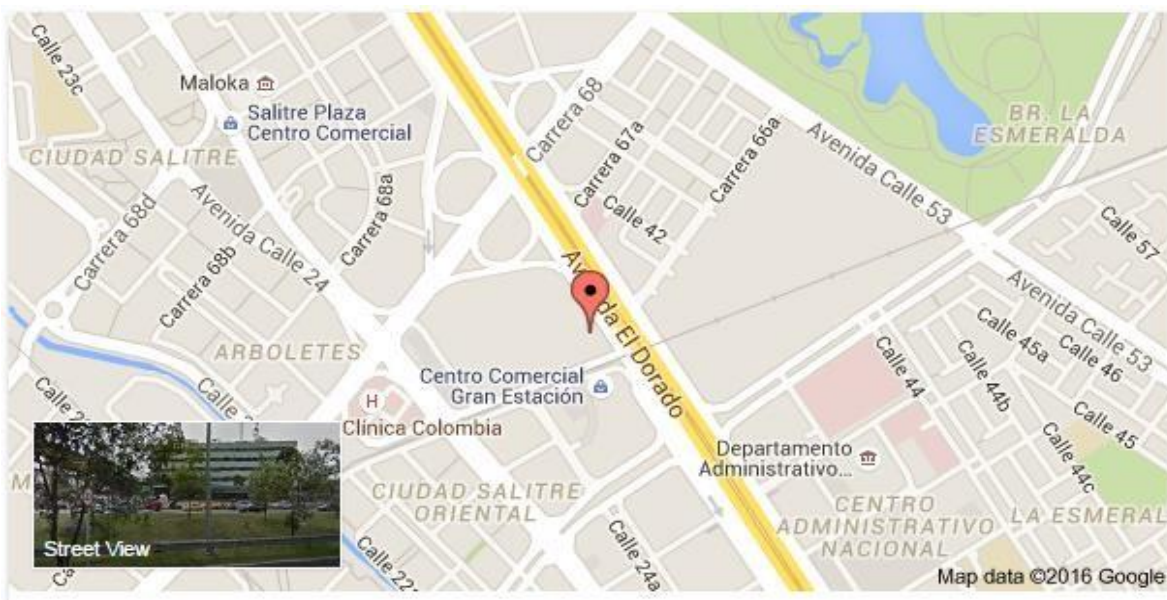 Calle 23c
Maloka
Salitre Plaza
Centro Comercial
CIUDAD SALITRE
Carrera 68
Carrera 67a
Carrera 66a
Avenida Calle 53
BR. LA
ESMERALDA
Carrera 68d
Avenida Calle 24
Carrera 68a
Carrera 68b
Calle 42
Calle 57
Avenida El Dorado
Avenida Calle 53
ARBOLETES
Centro Comercial
Gran Estación
H
Clínica Colombia
Calle 44
Calle 44b
Calle 45a
Calle 46
Calle 45
Calle 44c
Departamento
Administrativo...
CIUDAD SALITRE
ORIENTAL
CENTRO
ADMINISTRATIVO
NACIONAL
LA ESMERAL
Calle 24a
Street View
Map data ©2016 Google